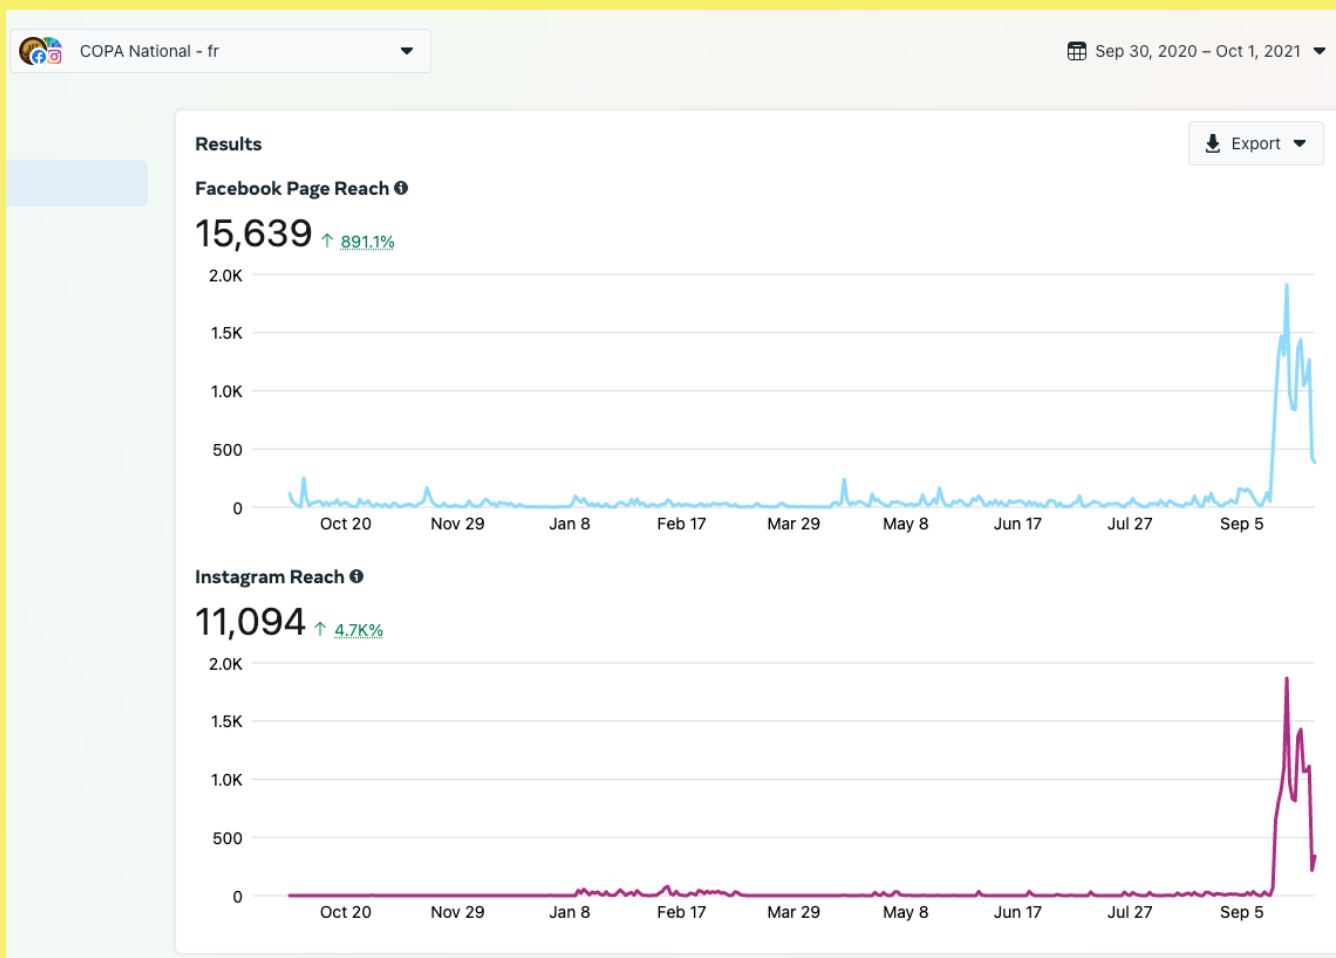 COPA National - fr
Sep 30, 2020 – Oct 1, 2021
Results
Export
Facebook Page Reach
15,639 ↑ 891.1%
2.0K
1.5K
1.0K
500
0
Oct 20 Nov 29 Jan 8 Feb 17 Mar 29 May 8 Jun 17 Jul 27 Sep 5
Instagram Reach
11,094 ↑ 4.7K%
2.0K
1.5K
1.0K
500
0
Oct 20 Nov 29 Jan 8 Feb 17 Mar 29 May 8 Jun 17 Jul 27 Sep 5